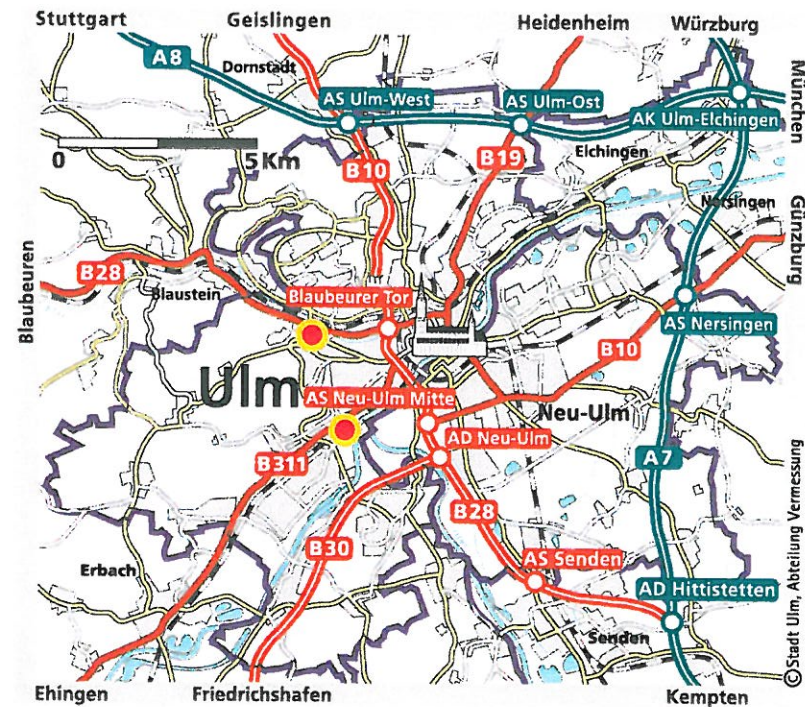 Stuttgart
Geislingen
Heidenheim
Würzburg
A8
Dornstadt
AS Ulm-West
AS Ulm-Ost
AK Ulm-Elchingen
München
0
5 Km
B10
B19
Elchingen
Nersingen
Günzburg
B28
Blaustein
Blaubeurer Tor
Blaubeuren
AS Nersingen
B10
Ulm
AS Neu-Ulm Mitte
Neu-Ulm
AD Neu-Ulm
B311
A7
B28
B30
AS Senden
Erbach
AD Hittistetten
Senden
©Stadt Ulm, Abteilung Vermessung
Ehingen
Friedrichshafen
Kempten